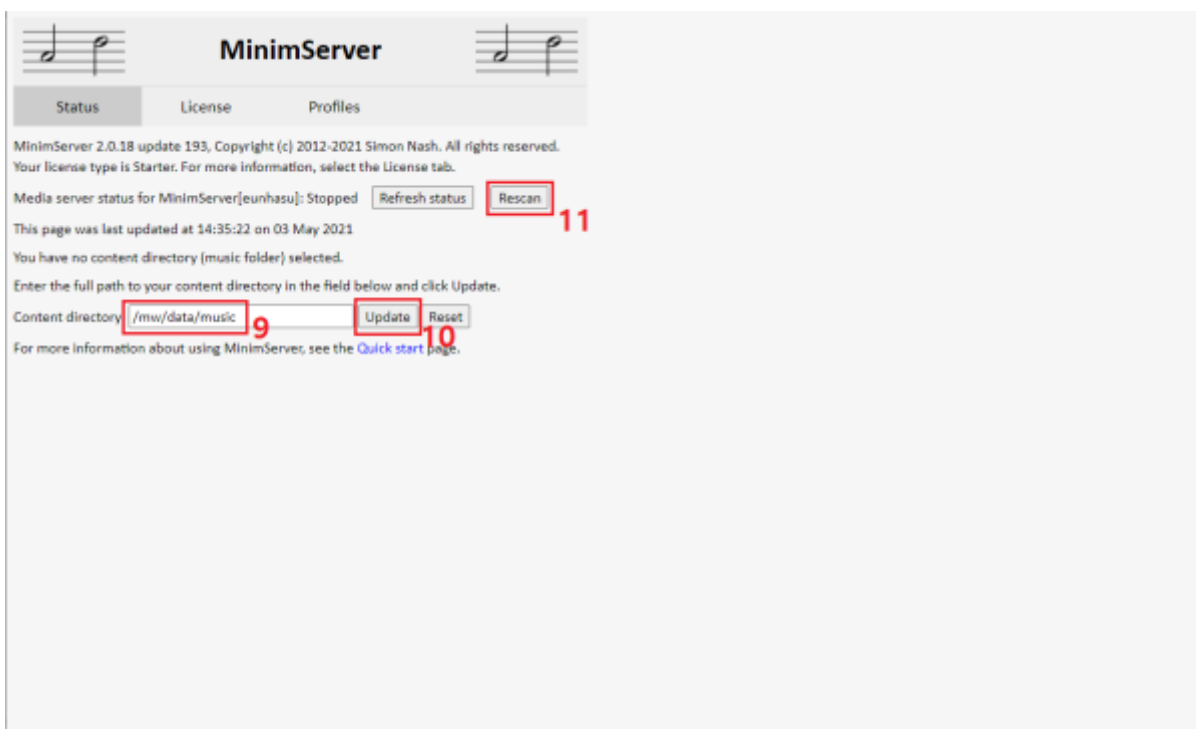 MinimServer
Status License Profiles
MinimServer 2.0.18 update 193, Copyright (c) 2012-2021 Simon Nash. All rights reserved.
Your license type is Starter. For more information, select the License tab.
Media server status for MinimServer[eunhasu]: Stopped Refresh status Rescan
11
This page was last updated at 14:35:22 on 03 May 2021
You have no content directory (music folder) selected.
Enter the full path to your content directory in the field below and click Update.
Content directory /mw/data/music 9 Update 10 Reset
For more information about using MinimServer, see the Quick start page.